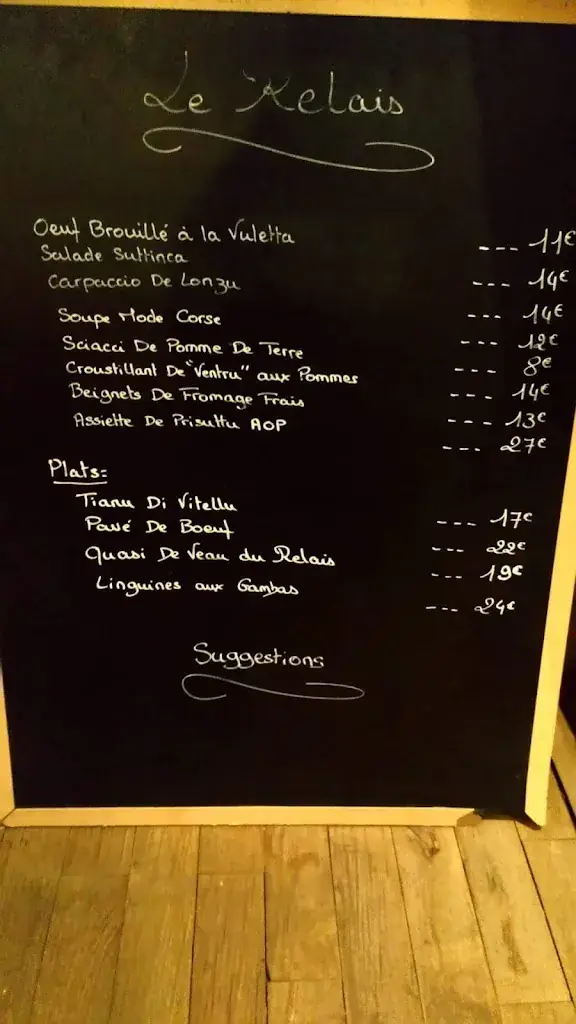 Le Relais
Oeuf Brouillé à la Vuletta --- 11€
Salade Suttinca --- 14€
Carpaccio De Lonzu --- 14€
Soupe Mode Corse --- 12€
Sciacci De Pomme De Terre --- 8€
Croustillant De "Ventru" aux Pommes --- 14€
Beignets De Fromage Frais --- 13€
Assiette De Prisuttu AOP --- 27€
Plats:
Tianu Di Vitellu --- 17€
Pavé De Boeuf --- 22€
Quasi De Veau du Relais --- 19€
Linguines aux Gambas --- 24€
Suggestions